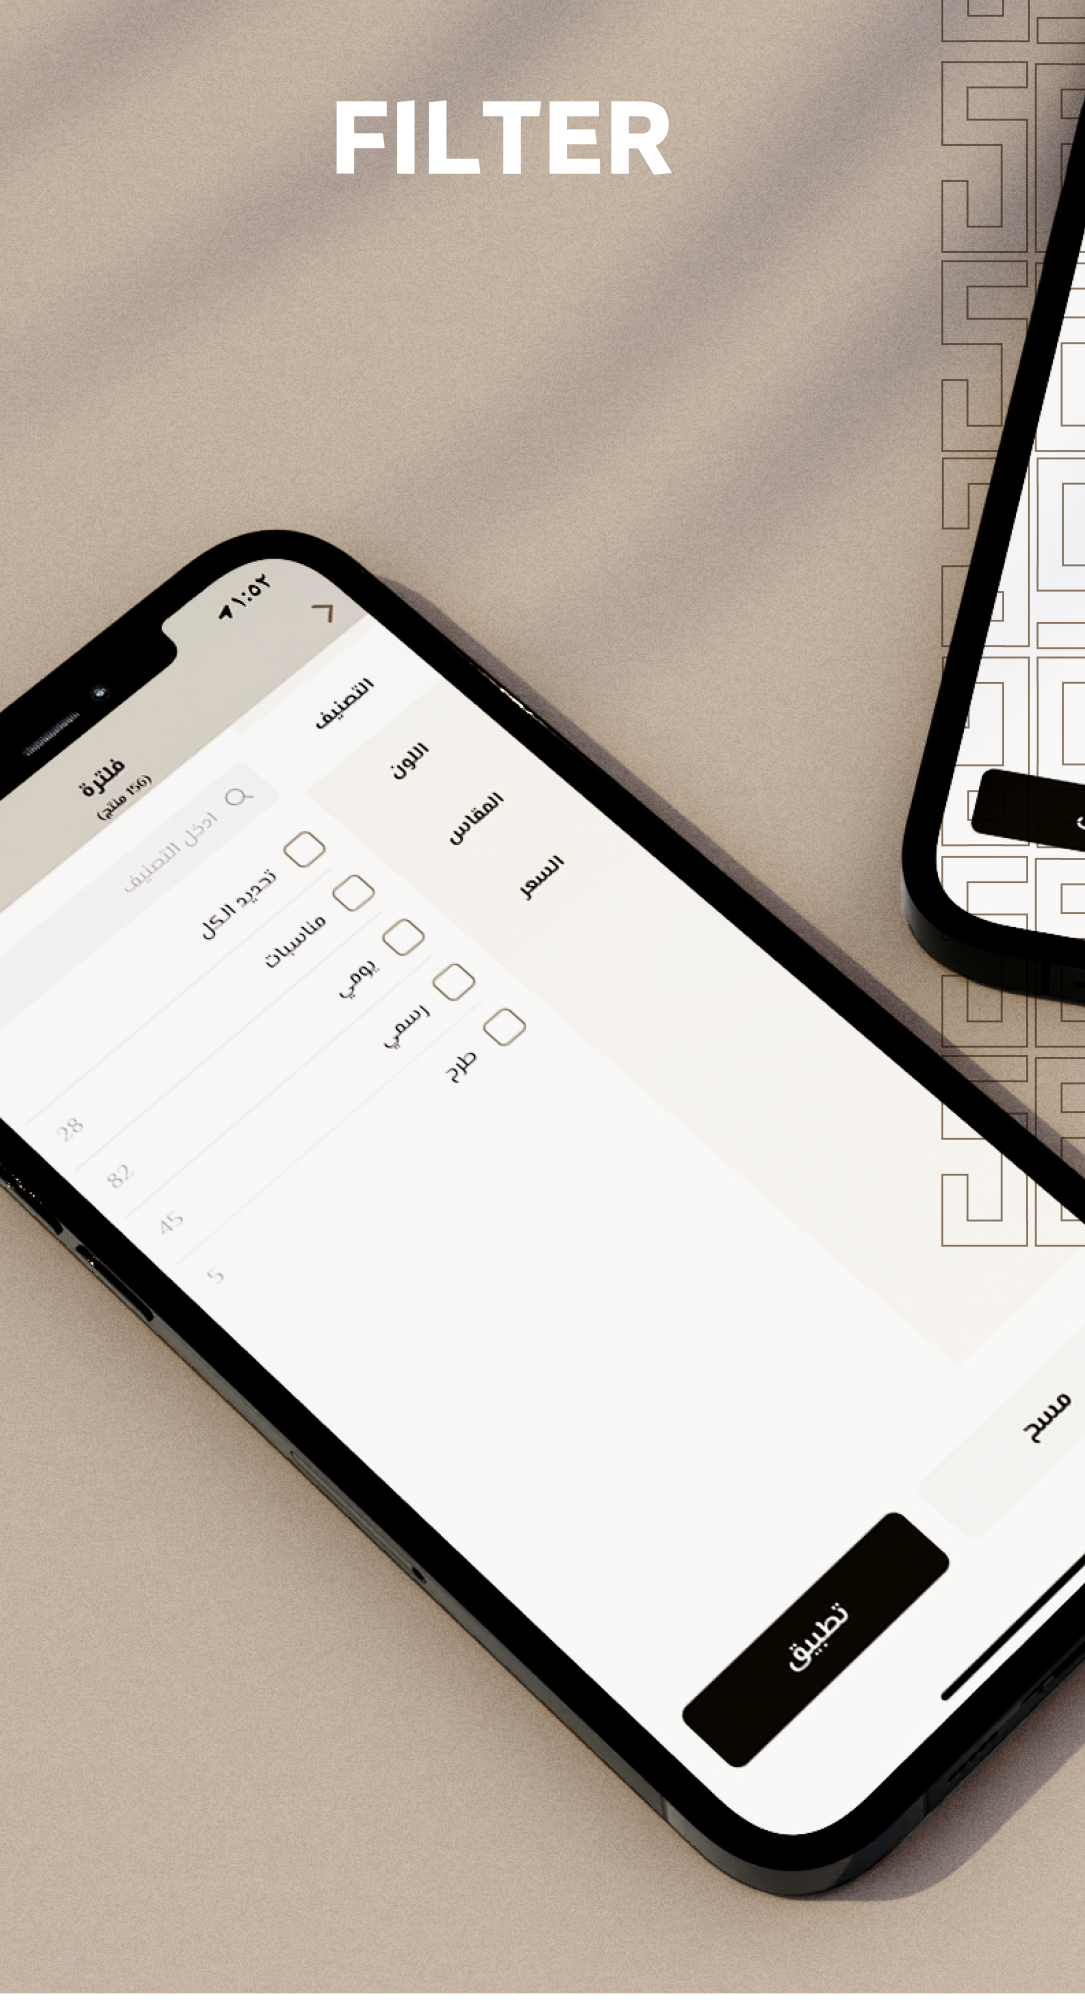 FILTER
١:٥٢
فلترة
(156 منتج)
التصنيف
اللون
المقاس
السعر
ادخل التصنيف
تحديد الكل
مناسبات
28
يومي
82
رسمي
45
طرح
5
مسح
تطبيق